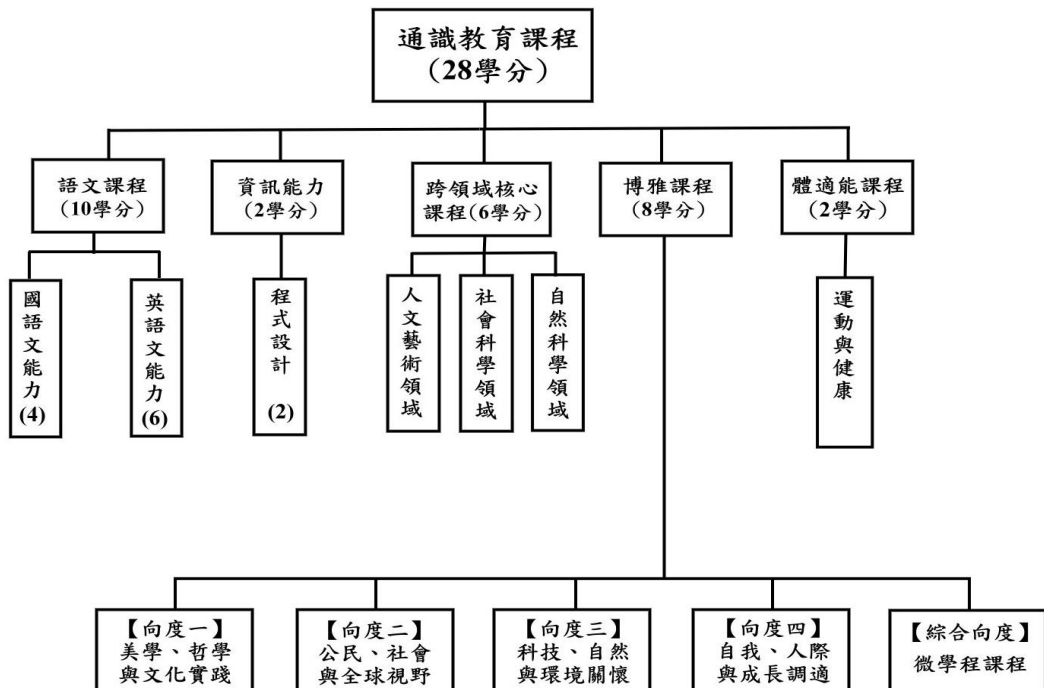 通識教育課程
(28學分)
語文課程
(10學分)
資訊能力
(2學分)
跨領域核心
課程(6學分)
博雅課程
(8學分)
體適能課程
(2學分)
國語文能力(4)
英語文能力(6)
程式設計 (2)
人文藝術領域
社會科學領域
自然科學領域
運動與健康
【向度一】
美學、哲學
與文化實踐
【向度二】
公民、社會
與全球視野
【向度三】
科技、自然
與環境關懷
【向度四】
自我、人際
與成長調適
【綜合向度】
微學程課程